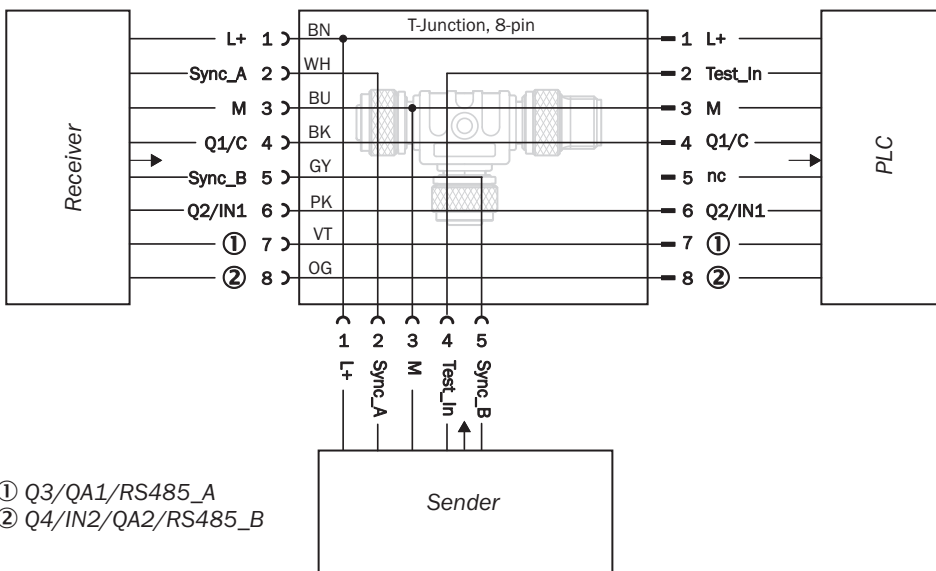 T-Junction, 8-pin
L+ 1 BN 1 L+
Sync_A 2 WH 2 Test_In
M 3 BU 3 M
Q1/C 4 BK 4 Q1/C
Sync_B 5 GY 5 nc
Q2/IN1 6 PK 6 Q2/IN1
① 7 VT 7 ①
② 8 OG 8 ②
Receiver
PLC
1 2 3 4 5
L+ Sync_A M Test_In Sync_B
Sender
① Q3/QA1/RS485_A
② Q4/IN2/QA2/RS485_B